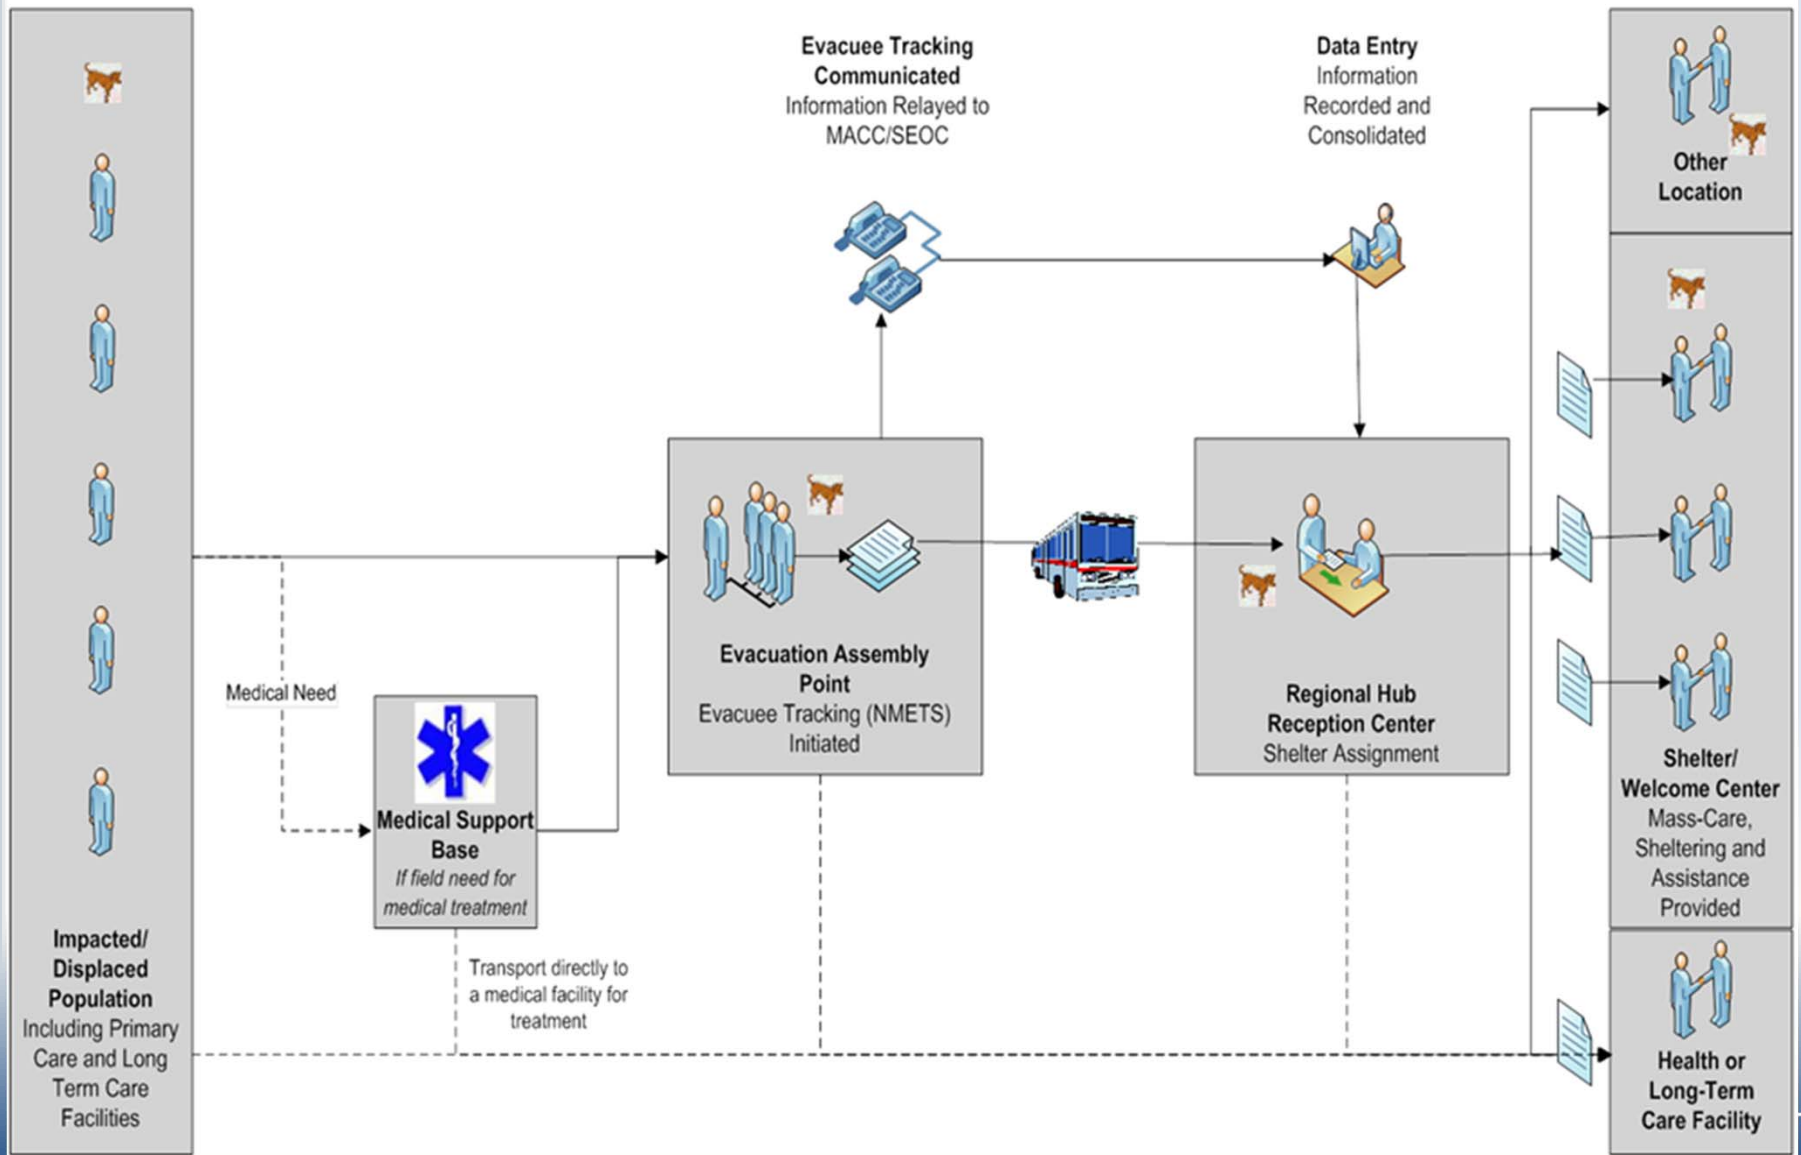 Evacuee Tracking
Communicated
Information Relayed to
MACC/SEOC
Data Entry
Information
Recorded and
Consolidated
Other
Location
Medical Need
Medical Support
Base
If field need for
medical treatment
Transport directly to
a medical facility for
treatment
Evacuation Assembly
Point
Evacuee Tracking (NMETS)
Initiated
Regional Hub
Reception Center
Shelter Assignment
Shelter/
Welcome Center
Mass-Care,
Sheltering and
Assistance
Provided
Impacted/
Displaced
Population
Including Primary
Care and Long
Term Care
Facilities
Health or
Long-Term
Care Facility